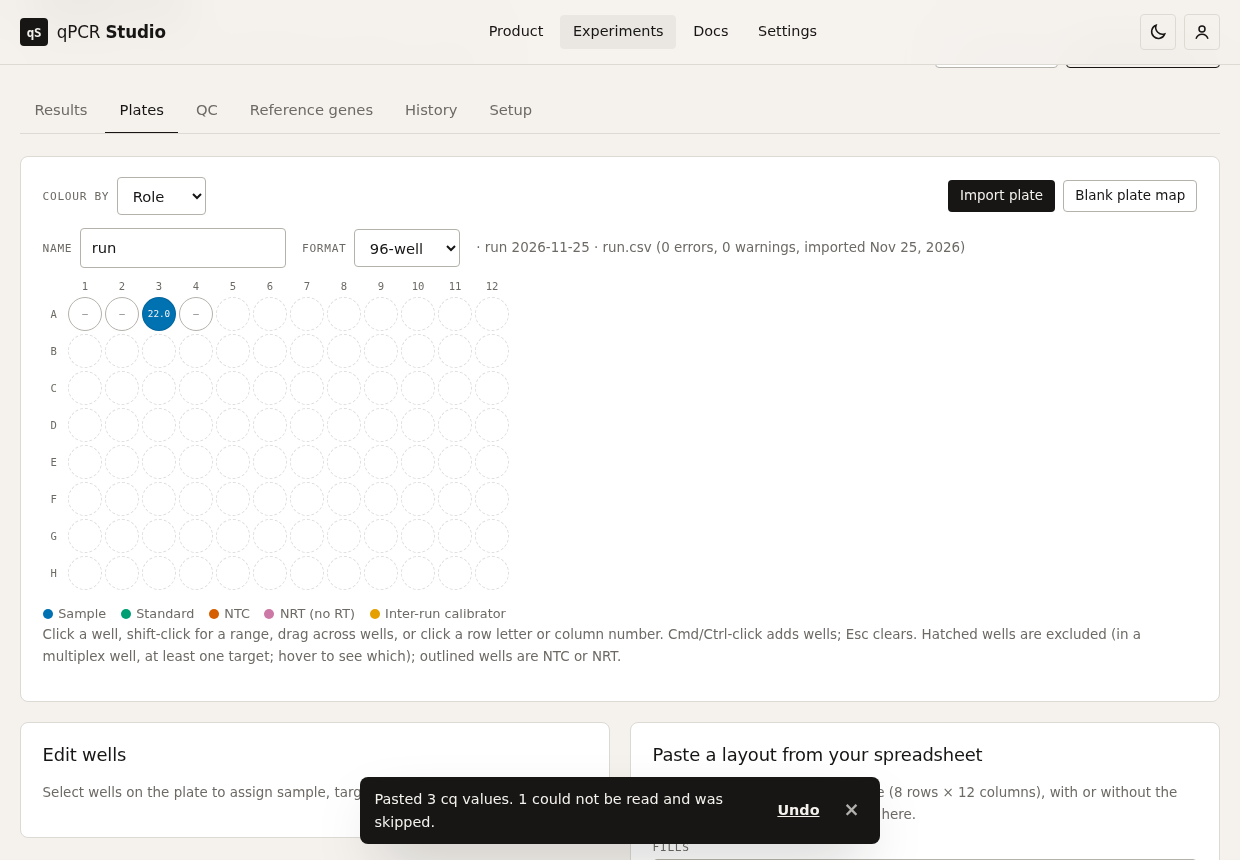 qS qPCR Studio
Product Experiments Docs Settings
Results Plates QC Reference genes History Setup
COLOUR BY Role Import plate Blank plate map
NAME run FORMAT 96-well · run 2026-11-25 · run.csv (0 errors, 0 warnings, imported Nov 25, 2026)
1 2 3 4 5 6 7 8 9 10 11 12
A – – 22.0 –
B
C
D
E
F
G
H
Sample Standard NTC NRT (no RT) Inter-run calibrator
Click a well, shift-click for a range, drag across wells, or click a row letter or column number. Cmd/Ctrl-click adds wells; Esc clears. Hatched wells are excluded (in a
multiplex well, at least one target; hover to see which); outlined wells are NTC or NRT.
Edit wells
Select wells on the plate to assign sample,
Paste a layout from your spreadsheet
(8 rows × 12 columns), with or without the
here.
FILLS
Pasted 3 cq values. 1 could not be read and was
skipped.
Undo ×